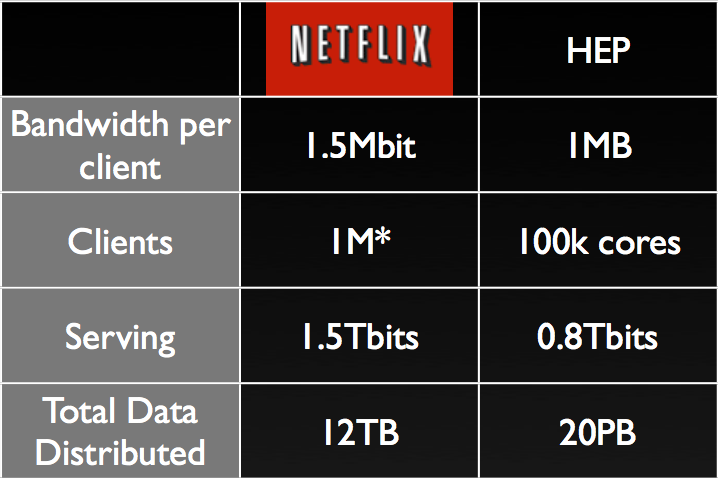 NETFLIX
HEP
Bandwidth per
client
1.5Mbit
1MB
Clients
1M*
100k cores
Serving
1.5Tbits
0.8Tbits
Total Data
Distributed
12TB
20PB